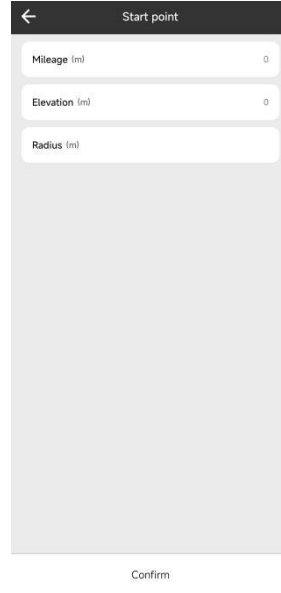 Start point
Mileage (m) 0
Elevation (m) 0
Radius (m)
Confirm